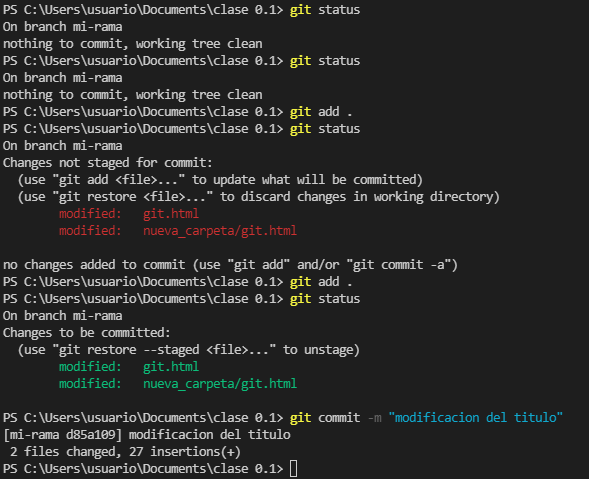 PS C:\Users\usuario\Documents\clase 0.1> git status
On branch mi-rama
nothing to commit, working tree clean
PS C:\Users\usuario\Documents\clase 0.1> git status
On branch mi-rama
nothing to commit, working tree clean
PS C:\Users\usuario\Documents\clase 0.1> git add .
PS C:\Users\usuario\Documents\clase 0.1> git status
On branch mi-rama
Changes not staged for commit:
  (use "git add <file>..." to update what will be committed)
  (use "git restore <file>..." to discard changes in working directory)
        modified:   git.html
        modified:   nueva_carpeta/git.html

no changes added to commit (use "git add" and/or "git commit -a")
PS C:\Users\usuario\Documents\clase 0.1> git add .
PS C:\Users\usuario\Documents\clase 0.1> git status
On branch mi-rama
Changes to be committed:
  (use "git restore --staged <file>..." to unstage)
        modified:   git.html
        modified:   nueva_carpeta/git.html

PS C:\Users\usuario\Documents\clase 0.1> git commit -m "modificacion del titulo"
[mi-rama d85a109] modificacion del titulo
 2 files changed, 27 insertions(+)
PS C:\Users\usuario\Documents\clase 0.1>